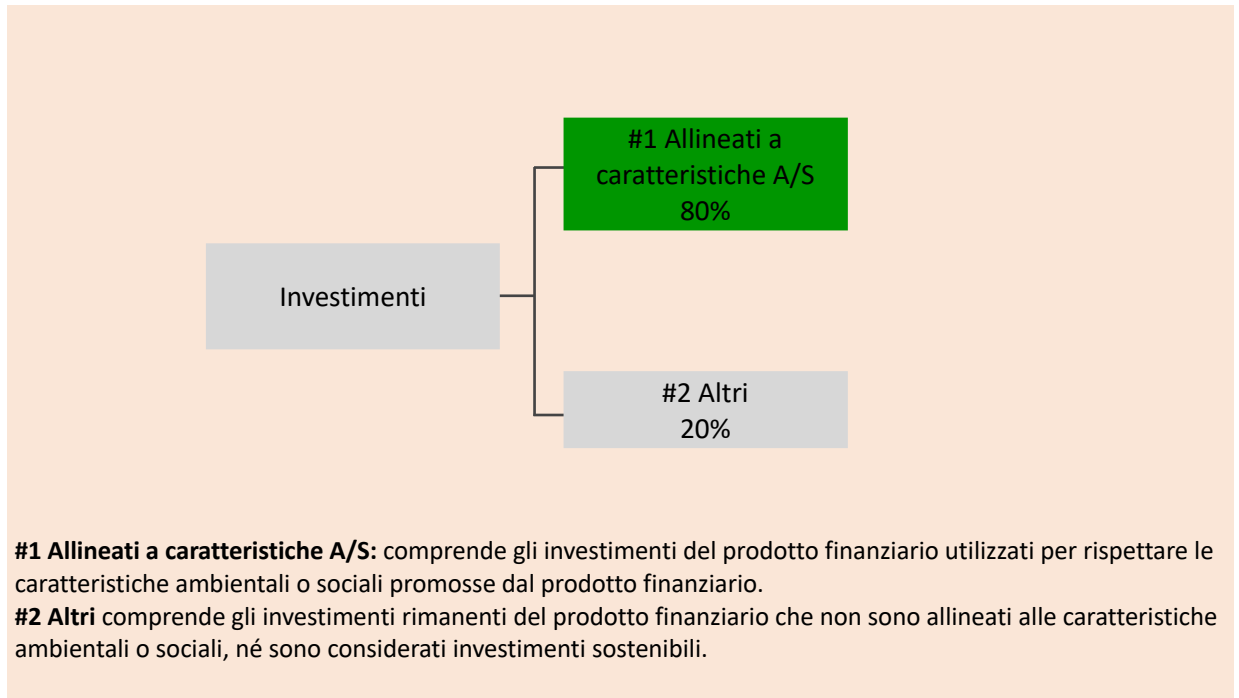 #1 Allineati a
caratteristiche A/S
80%
Investimenti
#2 Altri
20%
#1 Allineati a caratteristiche A/S: comprende gli investimenti del prodotto finanziario utilizzati per rispettare le
caratteristiche ambientali o sociali promosse dal prodotto finanziario.
#2 Altri comprende gli investimenti rimanenti del prodotto finanziario che non sono allineati alle caratteristiche
ambientali o sociali, né sono considerati investimenti sostenibili.